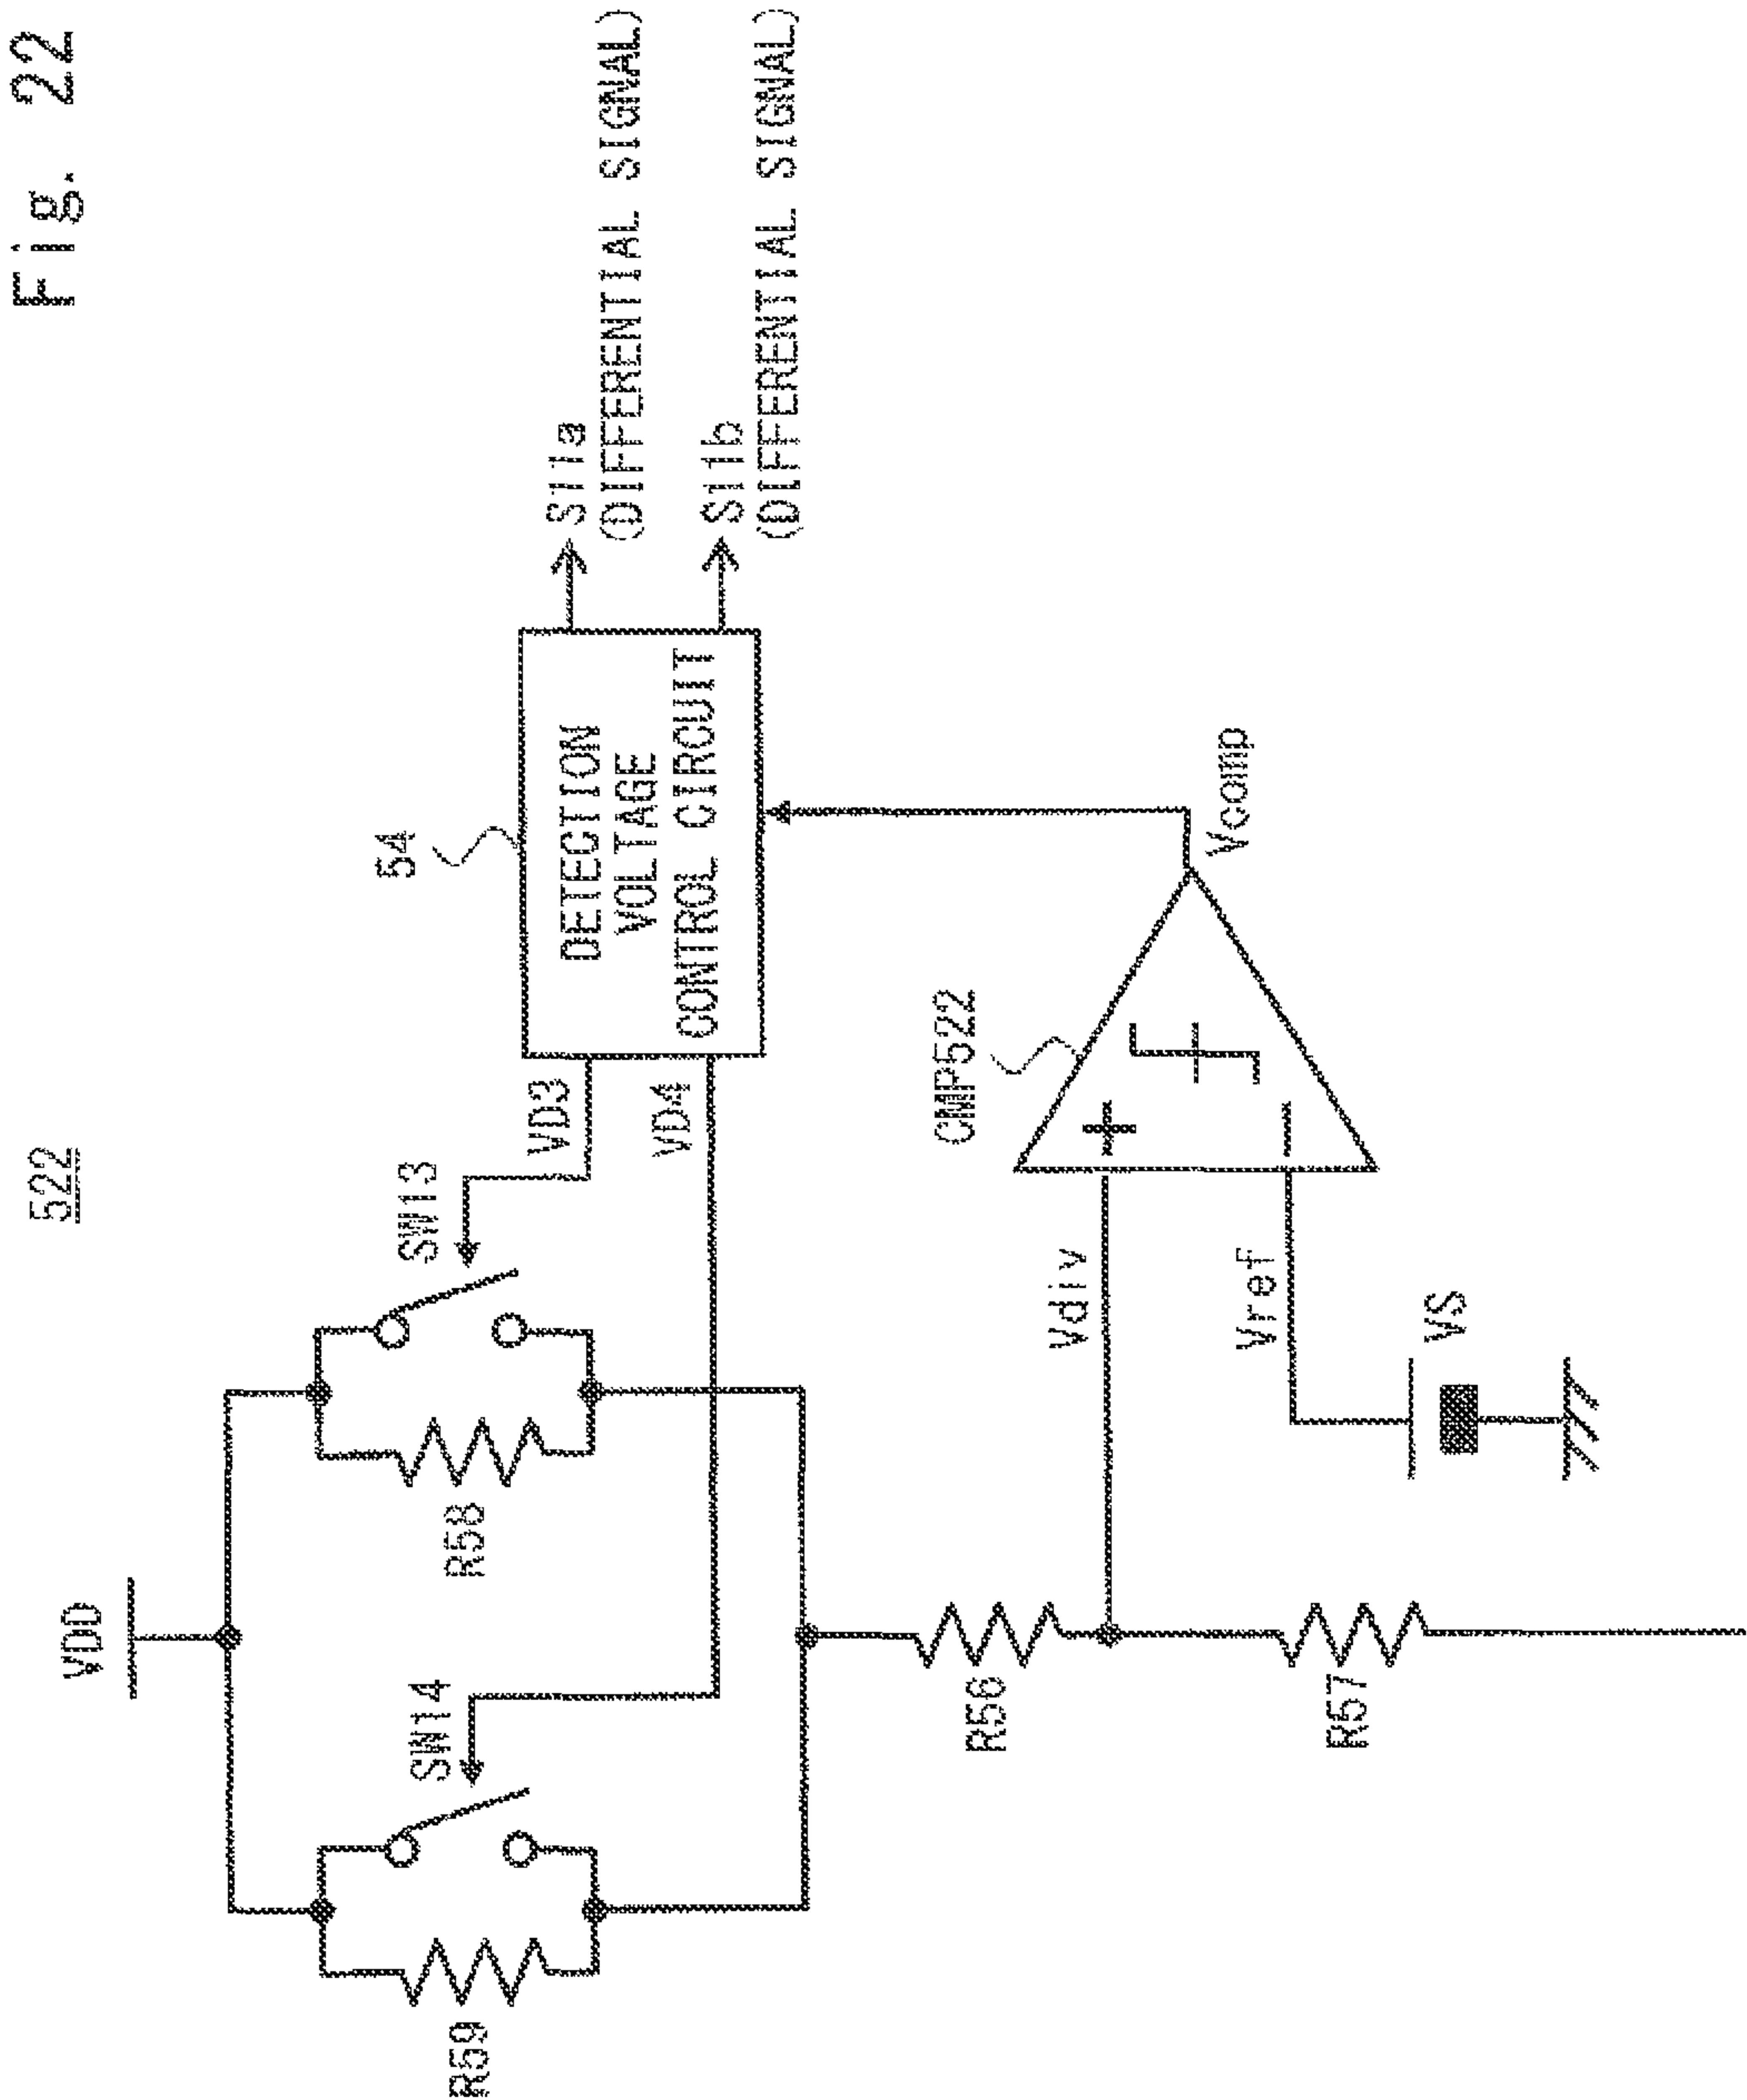 Fig. 22
522
VDD
SW14
SW13
R59
R58
VD3
VD4
54
DETECTION
VOLTAGE
CONTROL CIRCUIT
S11a
(DIFFERENTIAL SIGNAL)
S11b
(DIFFERENTIAL SIGNAL)
R56
R57
Vdiv
Vref
VS
CMP522
+
−
Vcomp